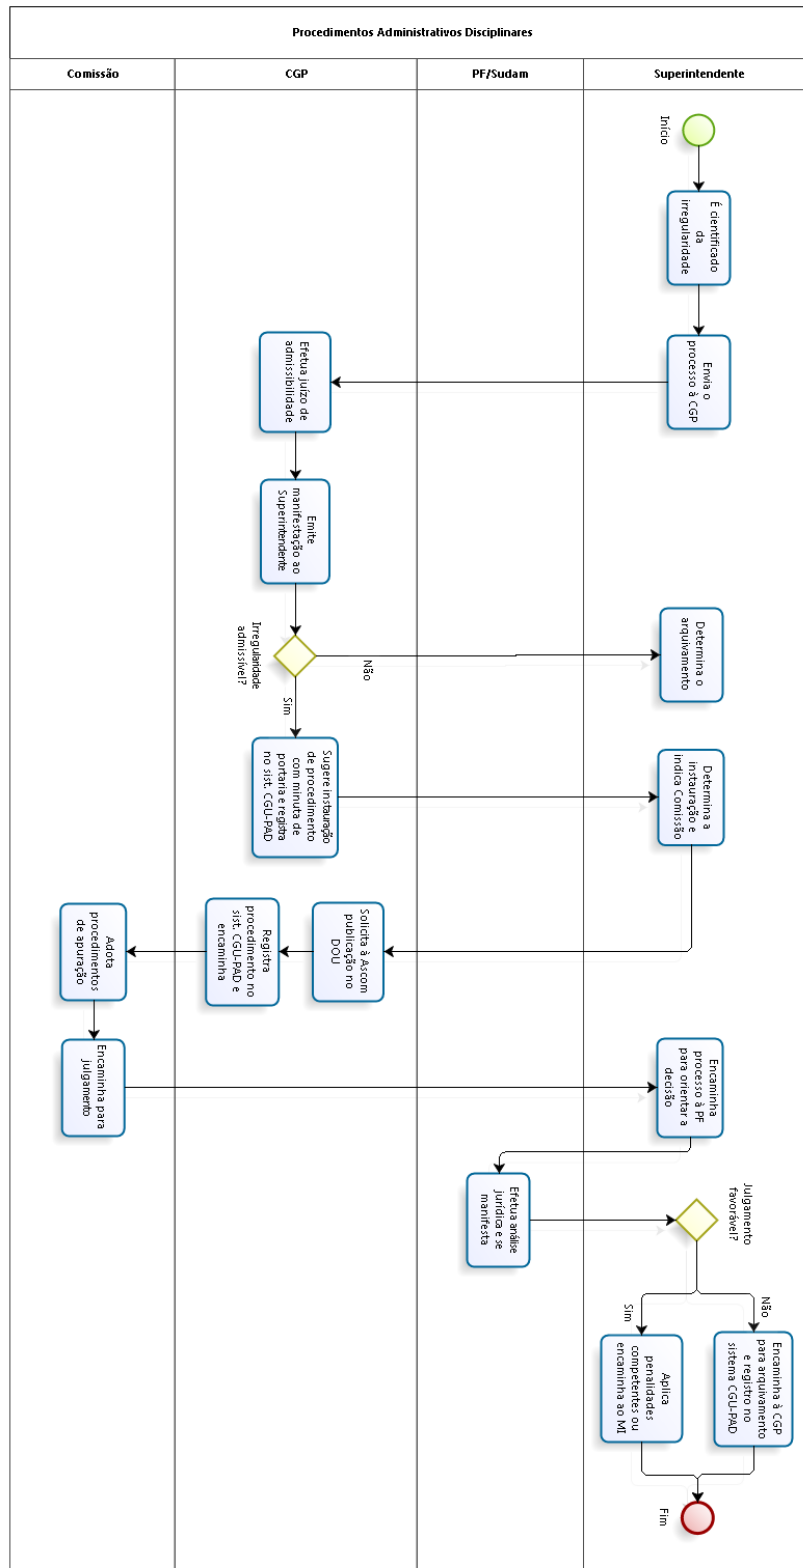 Procedimentos Administrativos Disciplinares
Comissão
CGP
PF/Sudam
Superintendente
Início
É cientificado
da
irregularidade
Envia o
processo à CGP
Efetua juízo de
admissibilidade
Emite
manifestação ao
Superintendente
Irregularidade
admissível?
Não
Determina o
arquivamento
Sim
Sugere instauração
de procedimento
com minuta de
portaria e registra
no sist. CGU-PAD
Determina a
instauração e
indica Comissão
Solicita à Ascom
publicação no
DOU
Registra
procedimento no
sist. CGU-PAD e
encaminha
Adota
procedimentos
de apuração
Encaminha para
julgamento
Encaminha
processo à PF
para orientar a
decisão
Efetua análise
jurídica e se
manifesta
Julgamento
favorável?
Não
Encaminha à CGP
para arquivamento
e registro no
sistema CGU-PAD
Sim
Aplica
penalidades
competentes ou
encaminha ao MI
Fim